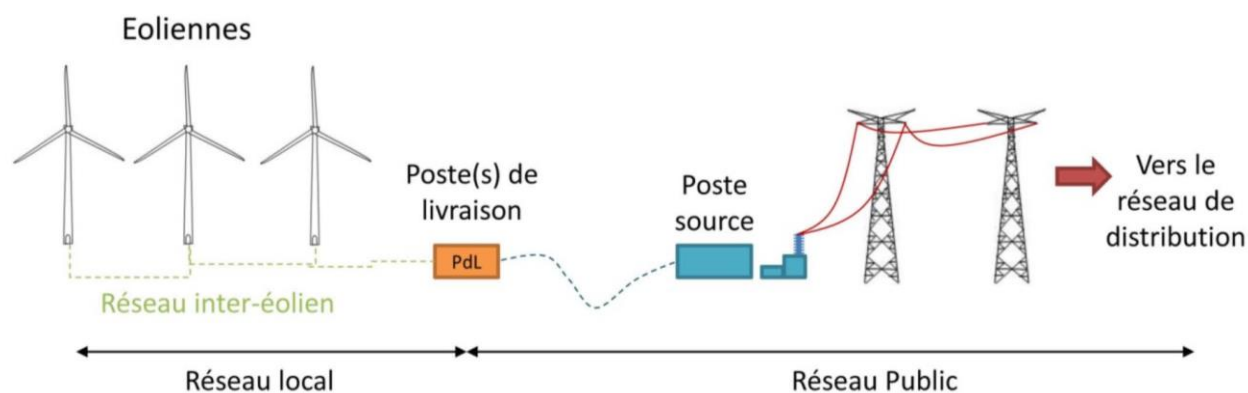 Eoliennes
Poste(s) de
livraison
PdL
Poste
source
Vers le
réseau de
distribution
Réseau inter-éolien
Réseau local
Réseau Public